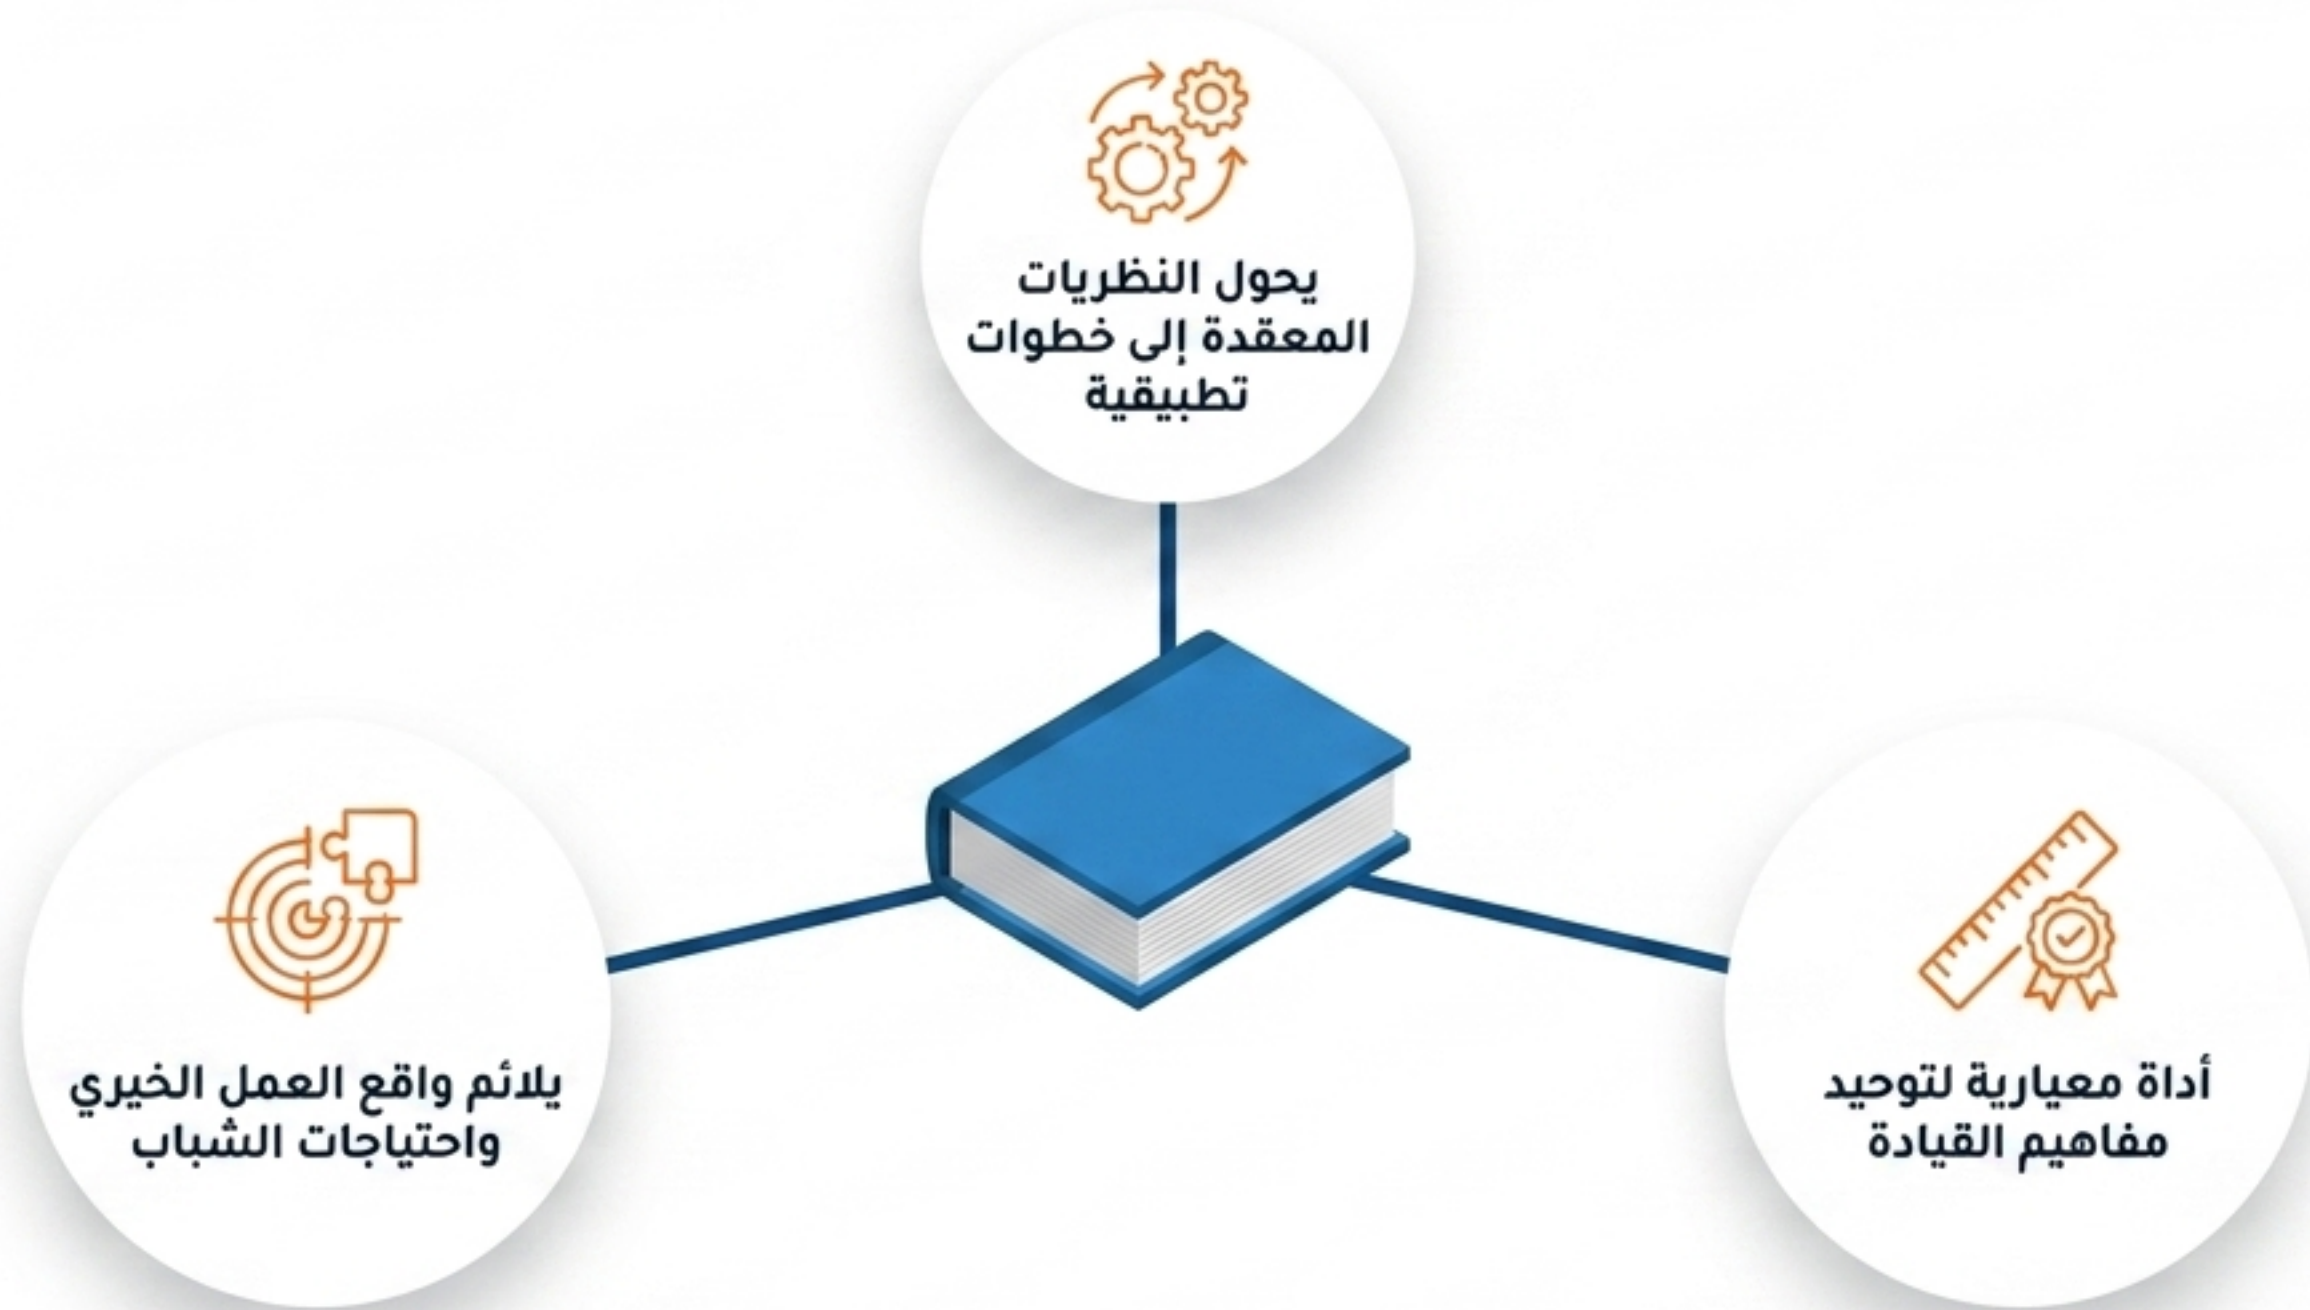 يحول النظريات
المعقدة إلى خطوات
تطبيقية
أداة معيارية لتوحيد
مفاهيم القيادة
يلائم واقع العمل الخيري
واحتياجات الشباب